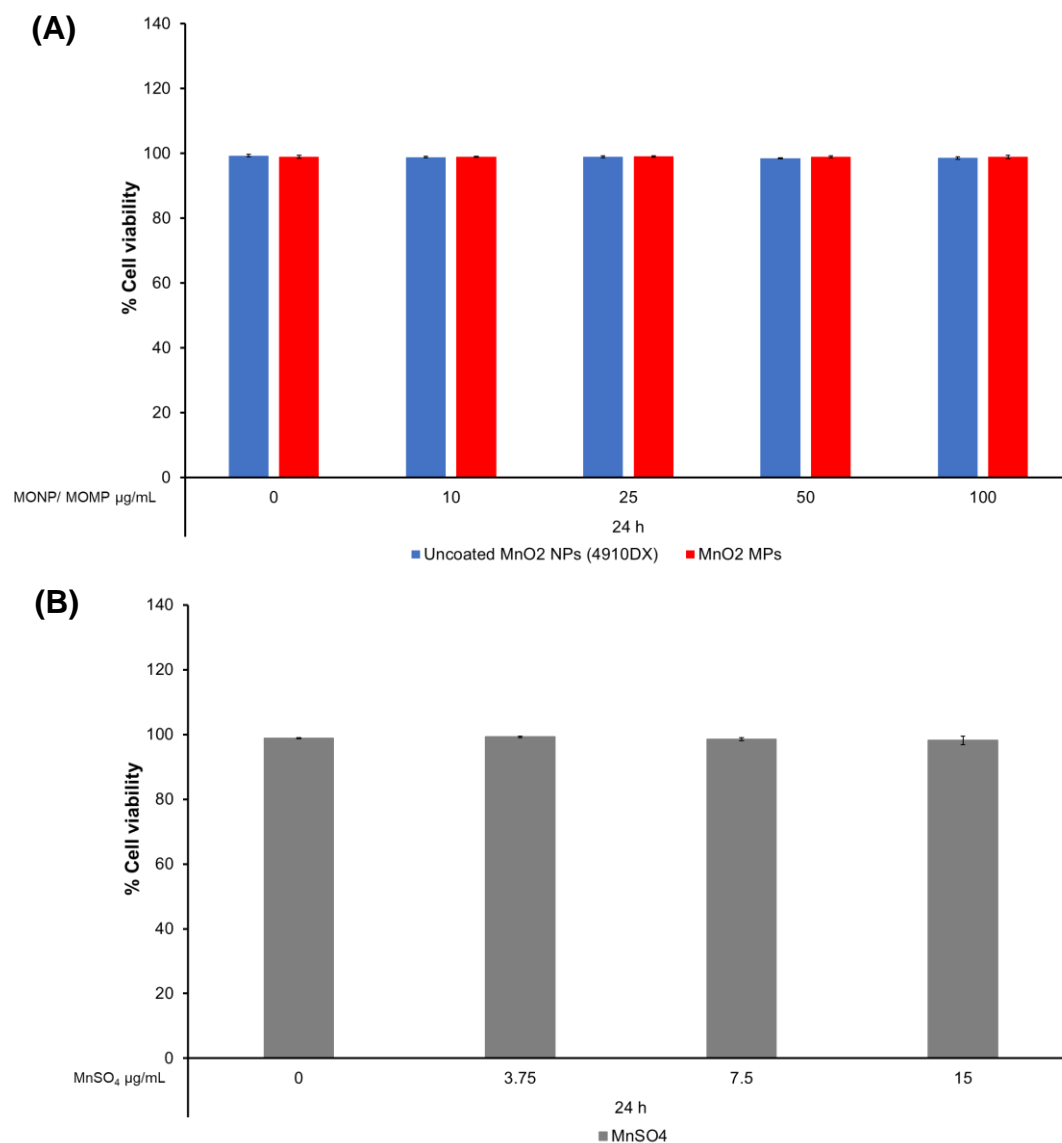 (A)
140
120
100
80
60
40
20
0
% Cell viability
MONP/ MOMP µg/mL 0 10 25 50 100
24 h
Uncoated MnO2 NPs (4910DX) MnO2 MPs
(B)
140
120
100
80
60
40
20
0
% Cell viability
MnSO₄ µg/mL 0 3.75 7.5 15
24 h
MnSO4